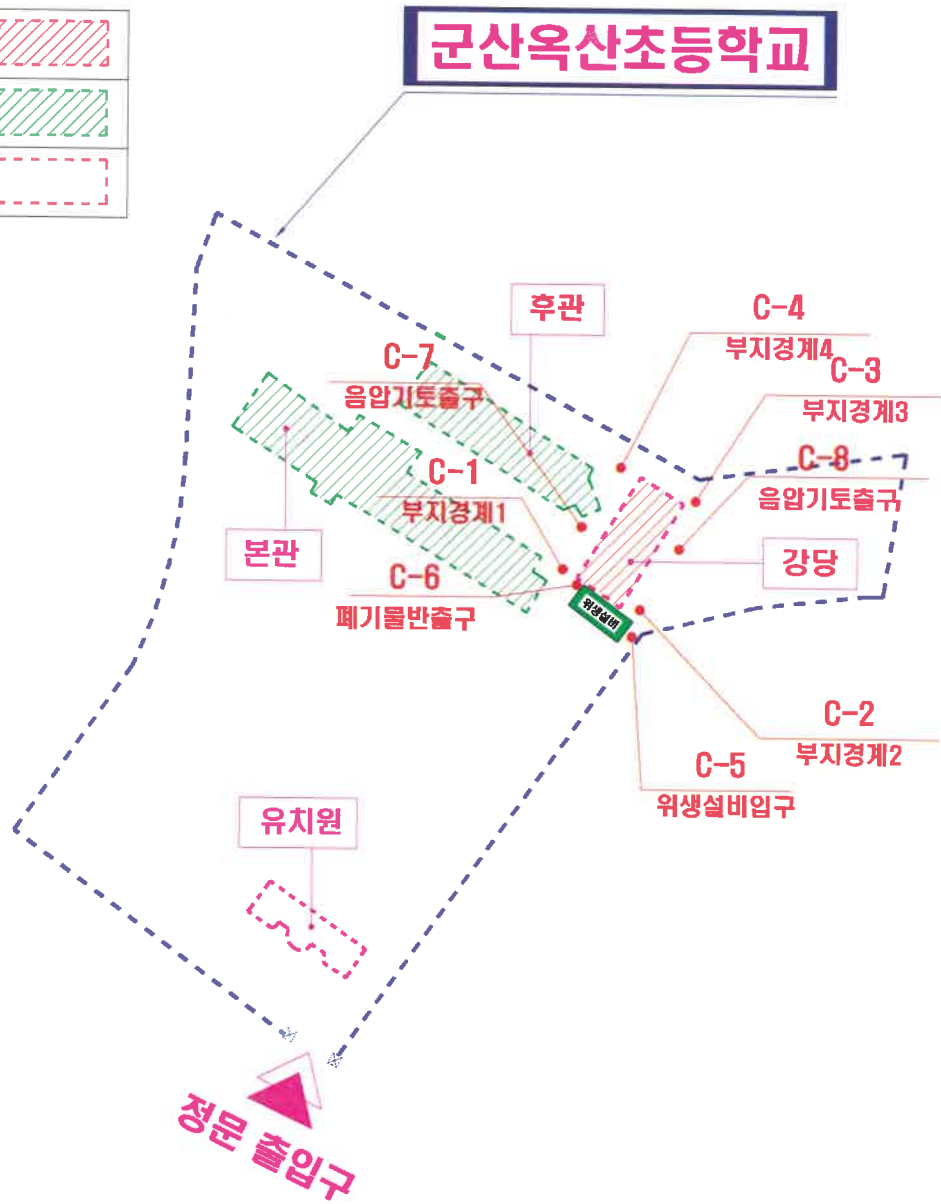 군산옥산초등학교
후관
C-4
부지경계4
C-7
음압기토출구
C-3
부지경계3
C-1
부지경계1
C-8
음압기토출구
본관
강당
C-6
폐기물반출구
위생설비
C-2
부지경계2
C-5
위생설비입구
유치원
정문 출입구